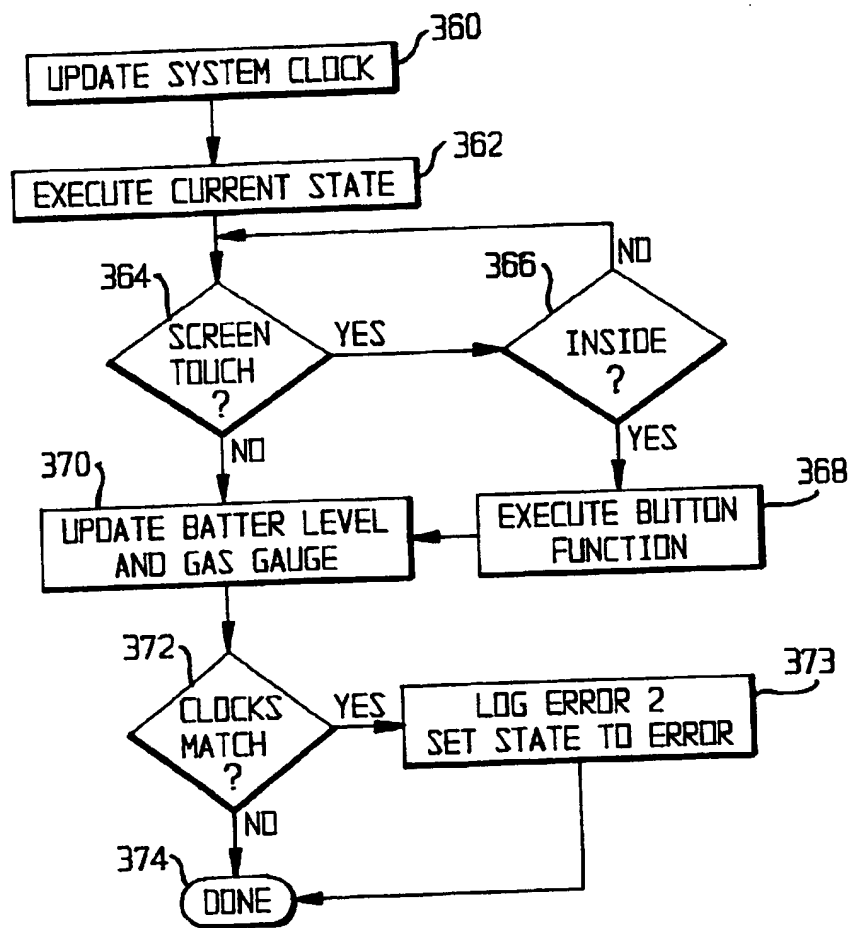 360
UPDATE SYSTEM CLOCK
362
EXECUTE CURRENT STATE
NO
364
366
SCREEN
TOUCH
?
YES
INSIDE
?
NO
YES
370
368
UPDATE BATTER LEVEL
AND GAS GAUGE
EXECUTE BUTTON
FUNCTION
372
373
CLOCKS
MATCH
?
YES
LOG ERROR 2
SET STATE TO ERROR
NO
374
DONE